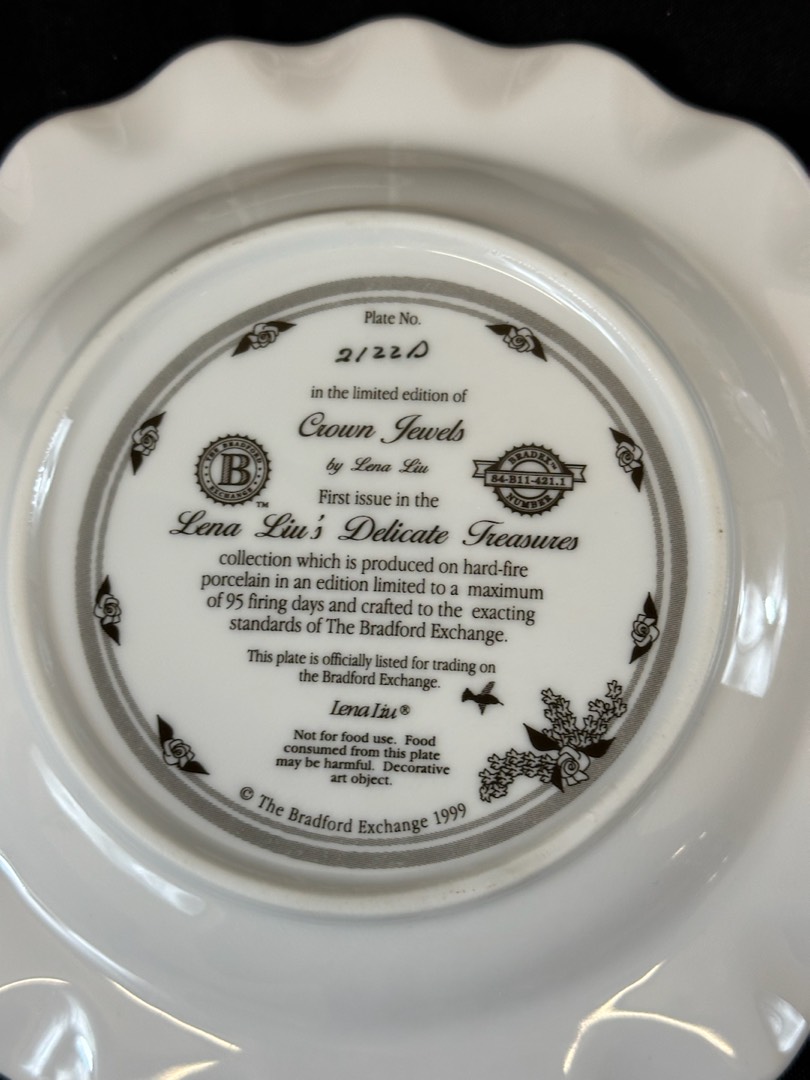 Plate No.
2122D
in the limited edition of
Crown Jewels
by Lena Liu
THE BRADFORD
B
EXCHANGE
TM
BRADEX™
84-B11-421.1
NUMBER
First issue in the
Lena Liu's Delicate Treasures
collection which is produced on hard-fire
porcelain in an edition limited to a maximum
of 95 firing days and crafted to the exacting
standards of The Bradford Exchange.
This plate is officially listed for trading on
the Bradford Exchange.
Lena Liu®
Not for food use. Food
consumed from this plate
may be harmful. Decorative
art object.
© The Bradford Exchange 1999